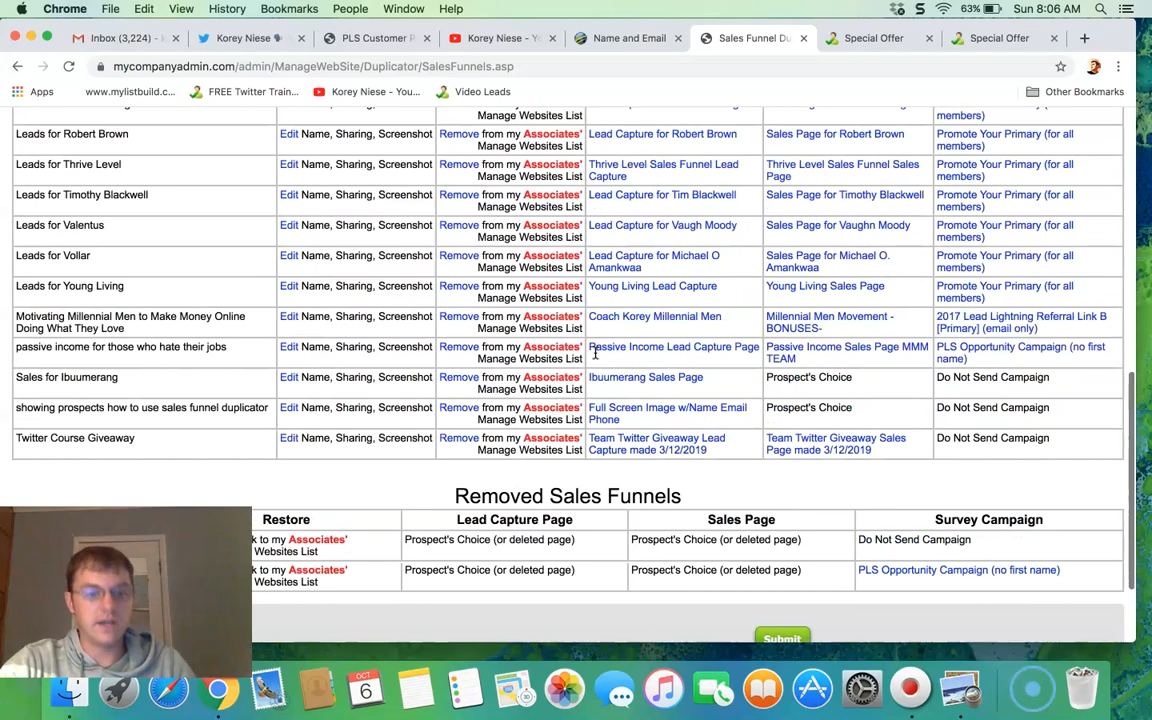 Chrome File Edit View History Bookmarks People Window Help 63% Sun 8:06 AM
Inbox (3,224) - Korey Niese PLS Customer P Korey Niese - Yo Name and Email Sales Funnel Du Special Offer Special Offer
mycompanyadmin.com/admin/ManageWebSite/Duplicator/SalesFunnels.asp
Apps www.mylistbuild.c... FREE Twitter Train... Korey Niese - You... Video Leads Other Bookmarks
Manage Websites List members)
Leads for Robert Brown Edit Name, Sharing, Screenshot Remove from my Associates' Lead Capture for Robert Brown Sales Page for Robert Brown Promote Your Primary (for all
Manage Websites List members)
Leads for Thrive Level Edit Name, Sharing, Screenshot Remove from my Associates' Thrive Level Sales Funnel Lead Thrive Level Sales Funnel Sales Promote Your Primary (for all
Manage Websites List Capture Page members)
Leads for Timothy Blackwell Edit Name, Sharing, Screenshot Remove from my Associates' Lead Capture for Tim Blackwell Sales Page for Timothy Blackwell Promote Your Primary (for all
Manage Websites List members)
Leads for Valentus Edit Name, Sharing, Screenshot Remove from my Associates' Lead Capture for Vaugh Moody Sales Page for Vaughn Moody Promote Your Primary (for all
Manage Websites List members)
Leads for Vollar Edit Name, Sharing, Screenshot Remove from my Associates' Lead Capture for Michael O Sales Page for Michael O. Promote Your Primary (for all
Manage Websites List Amankwaa Amankwaa members)
Leads for Young Living Edit Name, Sharing, Screenshot Remove from my Associates' Young Living Lead Capture Young Living Sales Page Promote Your Primary (for all
Manage Websites List members)
Motivating Millennial Men to Make Money Online Edit Name, Sharing, Screenshot Remove from my Associates' Coach Korey Millennial Men Millennial Men Movement - 2017 Lead Lightning Referral Link B
Doing What They Love Manage Websites List BONUSES- [Primary] (email only)
passive income for those who hate their jobs Edit Name, Sharing, Screenshot Remove from my Associates' Passive Income Lead Capture Page Passive Income Sales Page MMM PLS Opportunity Campaign (no first
Manage Websites List TEAM name)
Sales for Ibuumerang Edit Name, Sharing, Screenshot Remove from my Associates' Ibuumerang Sales Page Prospect's Choice Do Not Send Campaign
Manage Websites List
showing prospects how to use sales funnel duplicator Edit Name, Sharing, Screenshot Remove from my Associates' Full Screen Image w/Name Email Prospect's Choice Do Not Send Campaign
Manage Websites List Phone
Twitter Course Giveaway Edit Name, Sharing, Screenshot Remove from my Associates' Team Twitter Giveaway Lead Team Twitter Giveaway Sales Do Not Send Campaign
Manage Websites List Capture made 3/12/2019 Page made 3/12/2019
Removed Sales Funnels
Restore Lead Capture Page Sales Page Survey Campaign
k to my Associates' Prospect's Choice (or deleted page) Prospect's Choice (or deleted page) Do Not Send Campaign
Websites List
k to my Associates' Prospect's Choice (or deleted page) Prospect's Choice (or deleted page) PLS Opportunity Campaign (no first name)
Websites List
Submit
OCT
6